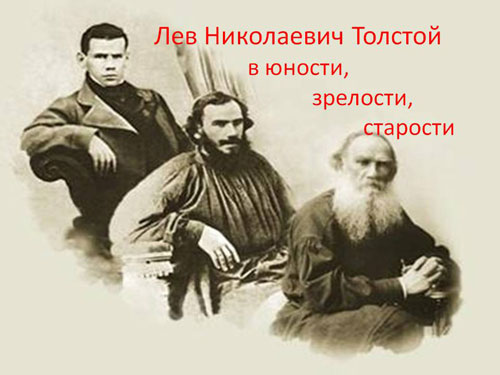 Лев Николаевич Толстой
в юности,
зрелости,
старости